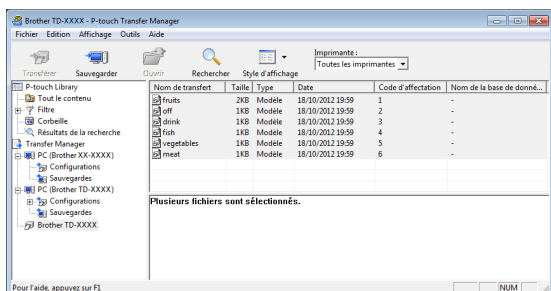 Brother TD-XXXX - P-touch Transfer Manager
Fichier Edition Affichage Outils Aide
Transférer Sauvegarder Ouvrir Rechercher Style d'affichage Imprimante :
Toutes les imprimantes
P-touch Library
Tout le contenu
Filtre
Corbeille
Résultats de la recherche
Transfer Manager
PC (Brother XX-XXXX)
Configurations
Sauvegardes
PC (Brother TD-XXXX)
Configurations
Sauvegardes
Brother TD-XXXX
Nom de transfert Taille Type Date Code d'affectation Nom de la base de donné...
fruits 2KB Modèle 18/10/2012 19:59 1 -
off 1KB Modèle 18/10/2012 19:59 2 -
drink 1KB Modèle 18/10/2012 19:59 3 -
fish 1KB Modèle 18/10/2012 19:59 4 -
vegetables 1KB Modèle 18/10/2012 19:59 5 -
meat 1KB Modèle 18/10/2012 19:59 6 -
Plusieurs fichiers sont sélectionnés.
Pour l'aide, appuyez sur F1
NUM